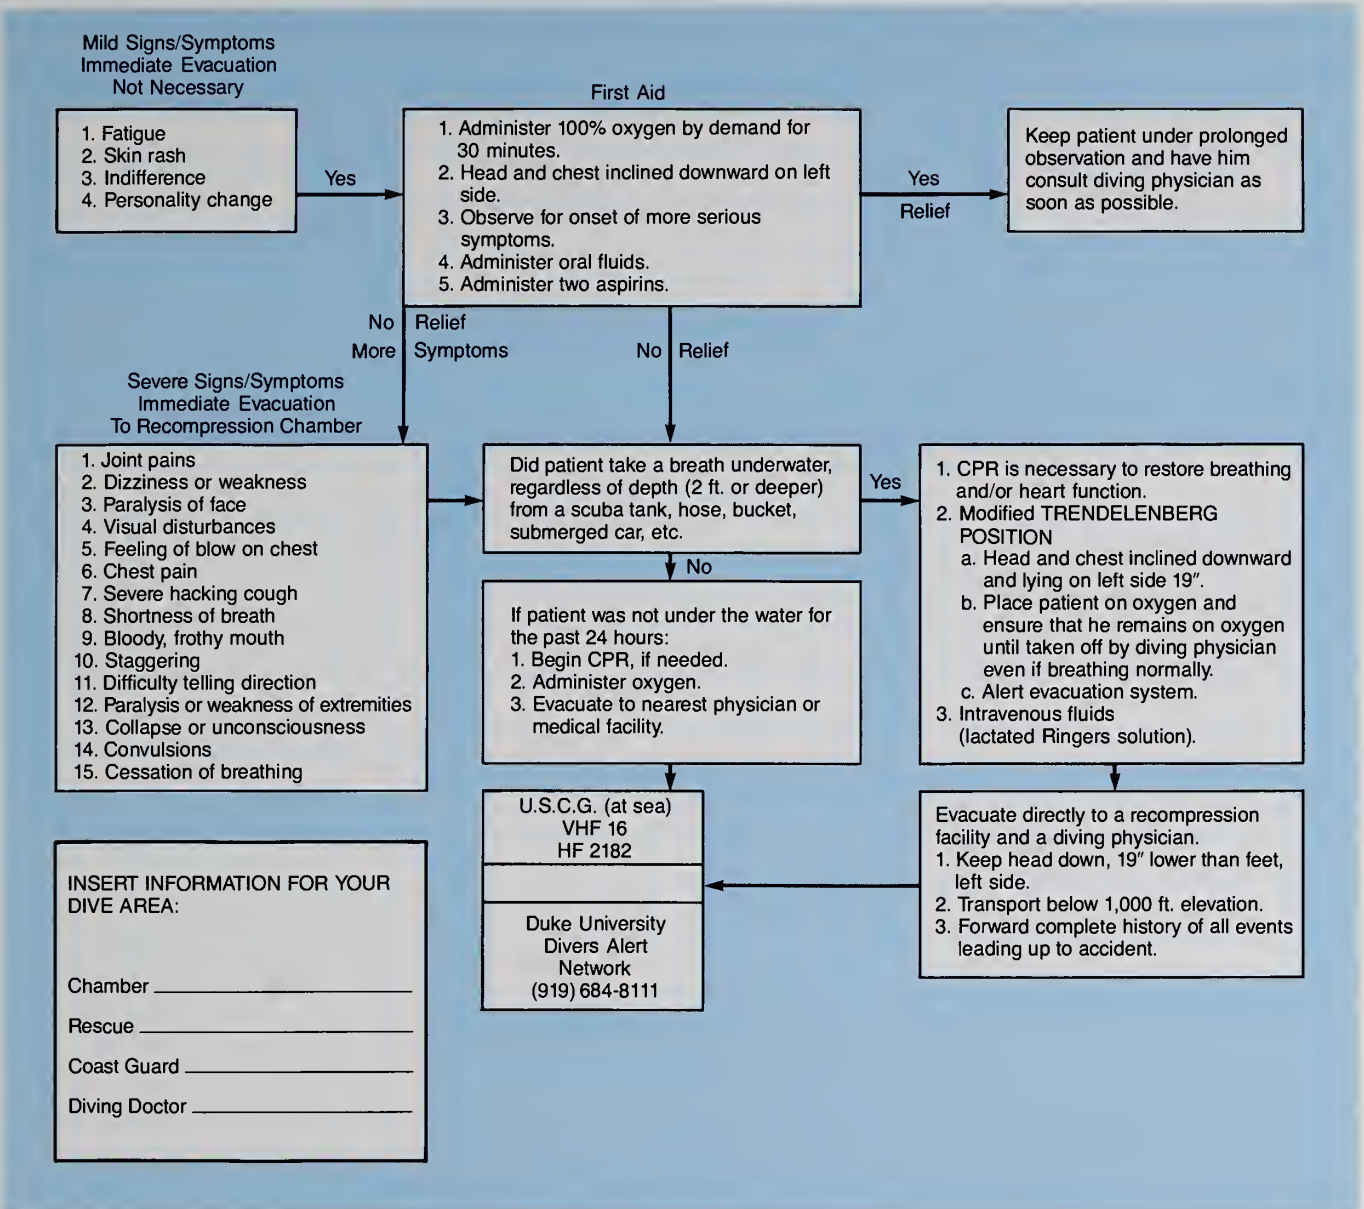 Mild Signs/Symptoms
Immediate Evacuation
Not Necessary
1. Fatigue
2. Skin rash
3. Indifference
4. Personality change
Yes
First Aid
1. Administer 100% oxygen by demand for
30 minutes.
2. Head and chest inclined downward on left
side.
3. Observe for onset of more serious
symptoms.
4. Administer oral fluids.
5. Administer two aspirins.
Yes
Relief
Keep patient under prolonged
observation and have him
consult diving physician as
soon as possible.
No Relief
More Symptoms
No Relief
Severe Signs/Symptoms
Immediate Evacuation
To Recompression Chamber
1. Joint pains
2. Dizziness or weakness
3. Paralysis of face
4. Visual disturbances
5. Feeling of blow on chest
6. Chest pain
7. Severe hacking cough
8. Shortness of breath
9. Bloody, frothy mouth
10. Staggering
11. Difficulty telling direction
12. Paralysis or weakness of extremities
13. Collapse or unconsciousness
14. Convulsions
15. Cessation of breathing
Did patient take a breath underwater,
regardless of depth (2 ft. or deeper)
from a scuba tank, hose, bucket,
submerged car, etc.
Yes
No
1. CPR is necessary to restore breathing
and/or heart function.
2. Modified TRENDELENBERG
POSITION
a. Head and chest inclined downward
and lying on left side 19″.
b. Place patient on oxygen and
ensure that he remains on oxygen
until taken off by diving physician
even if breathing normally.
c. Alert evacuation system.
3. Intravenous fluids
(lactated Ringers solution).
If patient was not under the water for
the past 24 hours:
1. Begin CPR, if needed.
2. Administer oxygen.
3. Evacuate to nearest physician or
medical facility.
U.S.C.G. (at sea)
VHF 16
HF 2182
Duke University
Divers Alert
Network
(919) 684-8111
Evacuate directly to a recompression
facility and a diving physician.
1. Keep head down, 19″ lower than feet,
left side.
2. Transport below 1,000 ft. elevation.
3. Forward complete history of all events
leading up to accident.
INSERT INFORMATION FOR YOUR
DIVE AREA:
Chamber
Rescue
Coast Guard
Diving Doctor